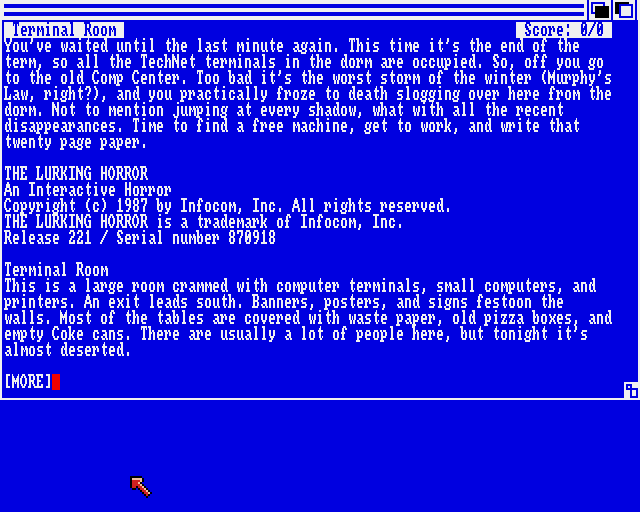 Terminal Room Score: 0/0
You've waited until the last minute again. This time it's the end of the
term, so all the TechNet terminals in the dorm are occupied. So, off you go
to the old Comp Center. Too bad it's the worst storm of the winter (Murphy's
Law, right?), and you practically froze to death slogging over here from the
dorm. Not to mention jumping at every shadow, what with all the recent
disappearances. Time to find a free machine, get to work, and write that
twenty page paper.
THE LURKING HORROR
An Interactive Horror
Copyright (c) 1987 by Infocom, Inc. All rights reserved.
THE LURKING HORROR is a trademark of Infocom, Inc.
Release 221 / Serial number 870918
Terminal Room
This is a large room crammed with computer terminals, small computers, and
printers. An exit leads south. Banners, posters, and signs festoon the
walls. Most of the tables are covered with waste paper, old pizza boxes, and
empty Coke cans. There are usually a lot of people here, but tonight it's
almost deserted.
[MORE]